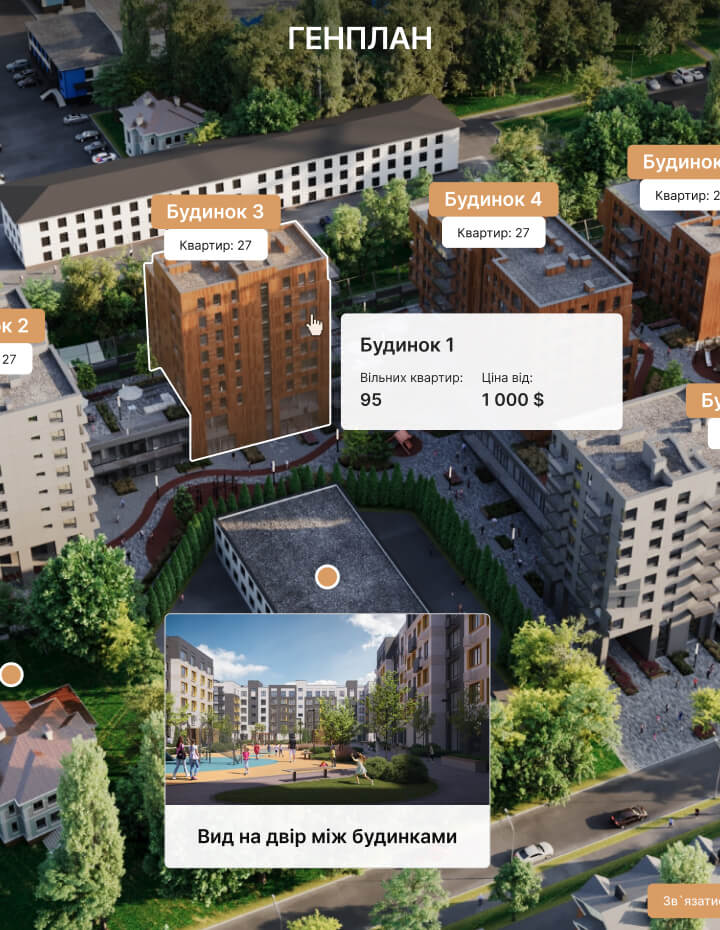 ГЕНПЛАН
Будинок
Квартир: 2
Будинок 4
Квартир: 27
Будинок 3
Квартир: 27
к 2
27
Будинок 1
Вільних квартир: Ціна від:
95 1 000 $
Бу
Вид на двір між будинками
Зв`язати